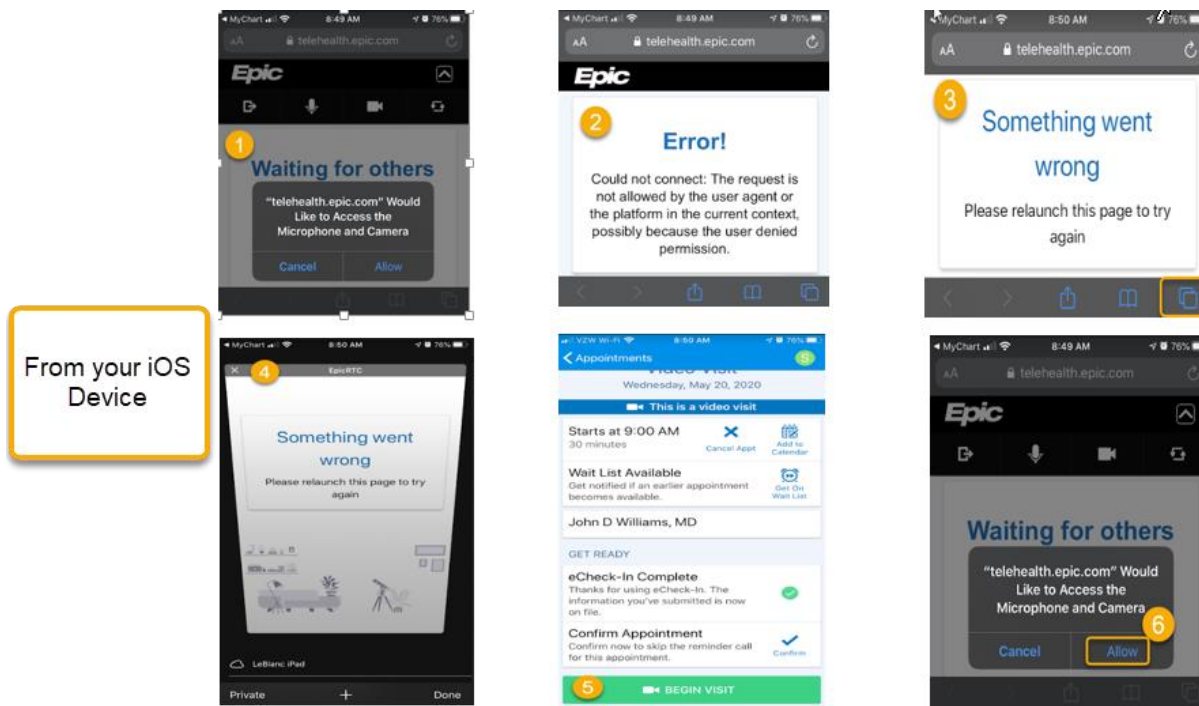 From your iOS
Device
MyChart
8:49 AM
76%
AA
telehealth.epic.com
Epic
1
Waiting for others
"telehealth.epic.com" Would
Like to Access the
Microphone and Camera
Cancel
Allow
MyChart
8:49 AM
76%
AA
telehealth.epic.com
Epic
2
Error!
Could not connect: The request is
not allowed by the user agent or
the platform in the current context,
possibly because the user denied
permission.
MyChart
8:50 AM
76%
AA
telehealth.epic.com
3
Something went
wrong
Please relaunch this page to try
again
MyChart
8:50 AM
76%
4
EpicRTC
Something went
wrong
Please relaunch this page to try
again
LeBlanc iPad
Private
+
Done
VZW Wi-Fi
8:50 AM
76%
Appointments
S
Video Visit
Wednesday, May 20, 2020
This is a video visit
Starts at 9:00 AM
30 minutes
Cancel Appt
Add to
Calendar
Wait List Available
Get notified if an earlier appointment
becomes available.
Get On
Wait List
John D Williams, MD
GET READY
eCheck-In Complete
Thanks for using eCheck-In. The
information you've submitted is now
on file.
Confirm Appointment
Confirm now to skip the reminder call
for this appointment.
Confirm
5
BEGIN VISIT
MyChart
8:49 AM
76%
AA
telehealth.epic.com
Epic
Waiting for others
"telehealth.epic.com" Would
Like to Access the
Microphone and Camera
6
Cancel
Allow